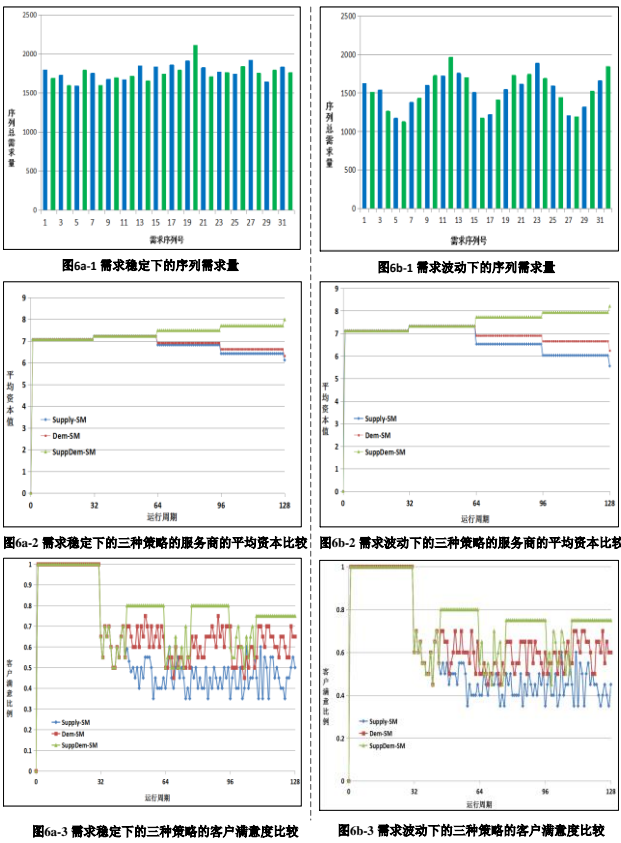 2500
2000
1500
1000
500
0
序列总需求量
1 3 5 7 9 11 13 15 17 19 21 23 25 27 29 31
需求序列号
图6a-1 需求稳定下的序列需求量
2500
2000
1500
1000
500
0
序列总需求量
1 3 5 7 9 11 13 15 17 19 21 23 25 27 29 31
需求序列号
图6b-1 需求波动下的序列需求量
9
8
7
6
5
4
3
2
1
0
平均资本值
Supply-SM
Dem-SM
SuppDem-SM
0 32 64 96 128
运行周期
图6a-2 需求稳定下的三种策略的服务商的平均资本比较
9
8
7
6
5
4
3
2
1
0
平均资本值
Supply-SM
Dem-SM
SuppDem-SM
0 32 64 96 128
运行周期
图6b-2 需求波动下的三种策略的服务商的平均资本比较
1
0.9
0.8
0.7
0.6
0.5
0.4
0.3
0.2
0.1
0
客户满意比例
Supply-SM
Dem-SM
SuppDem-SM
0 32 64 96 128
运行周期
图6a-3 需求稳定下的三种策略的客户满意度比较
1
0.8
0.6
0.4
0.2
0
客户满意比例
Supply-SM
Dem-SM
SuppDem-SM
0 32 64 96 128
运行周期
图6b-3 需求波动下的三种策略的客户满意度比较